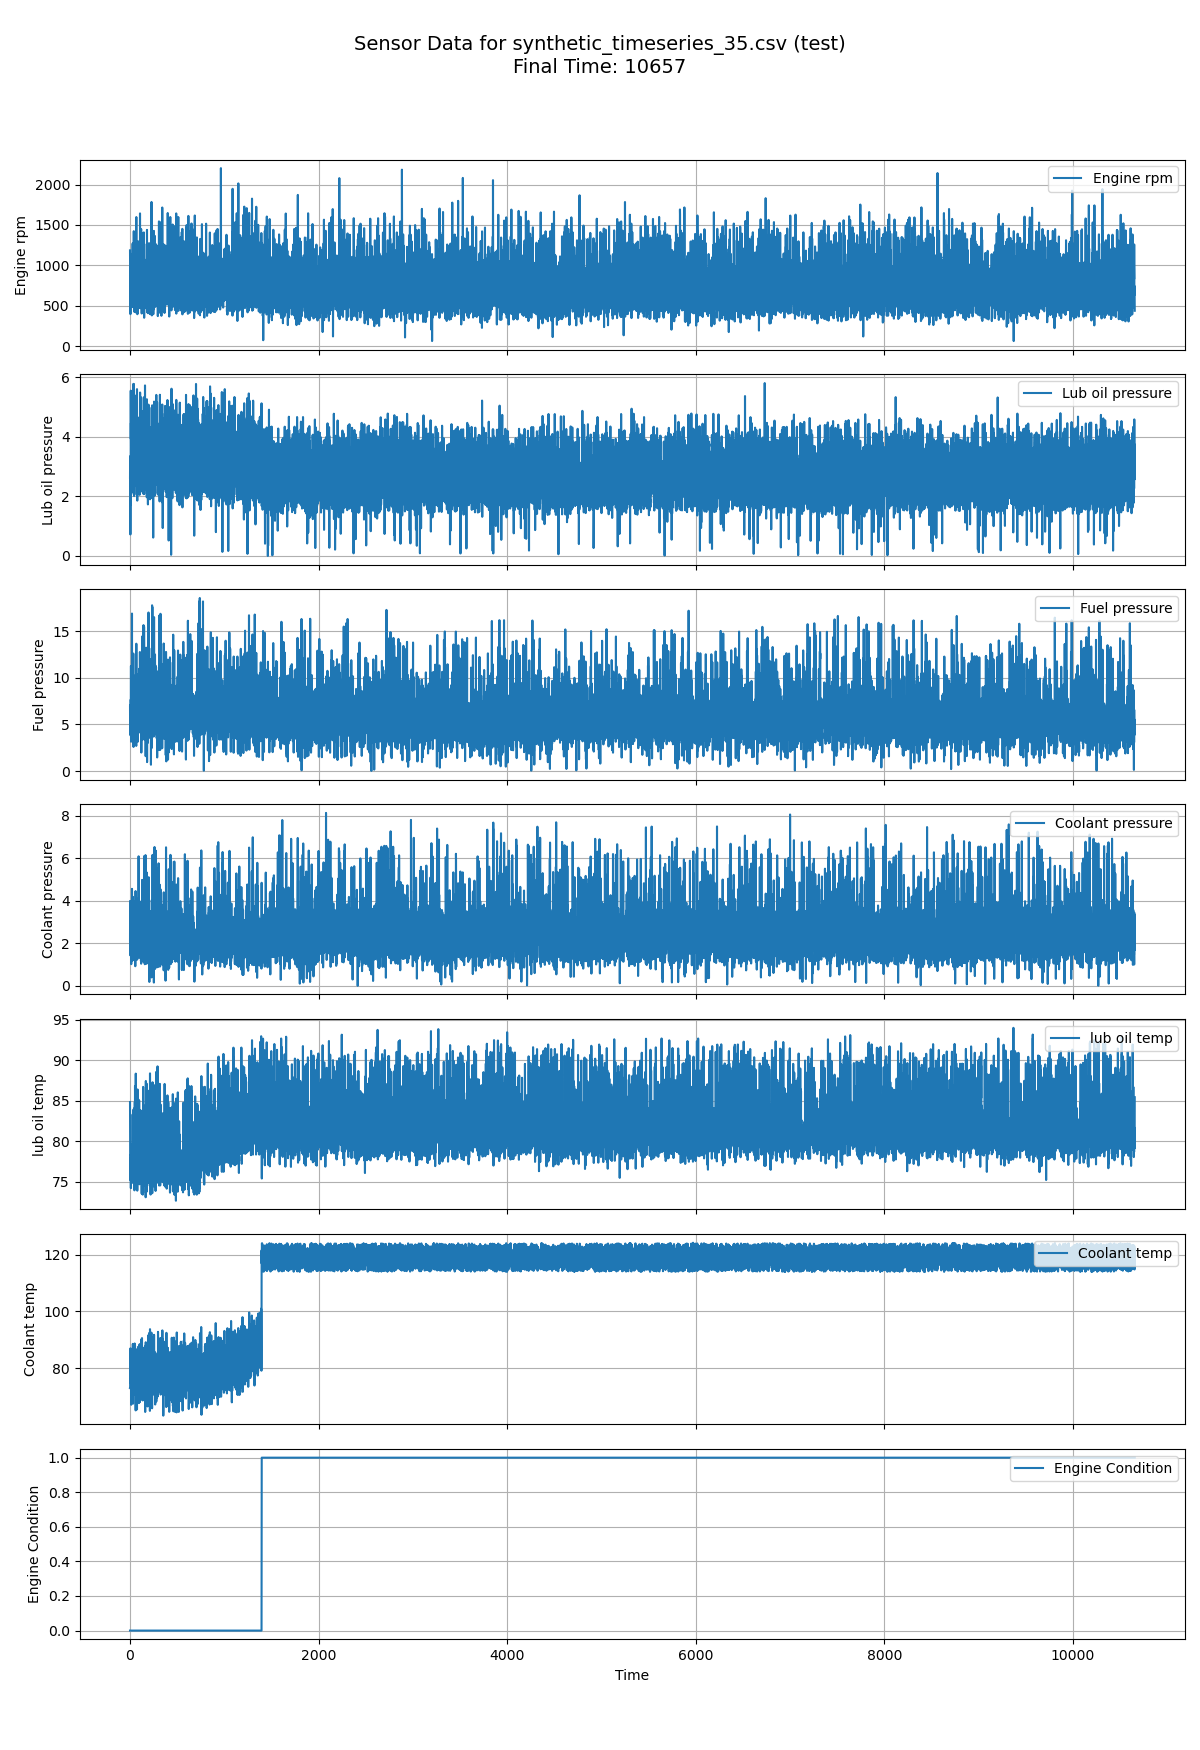 Sensor Data for synthetic_timeseries_35.csv (test)
Final Time: 10657
Engine rpm
2000
1500
1000
500
0
Engine rpm
Lub oil pressure
6
4
2
0
Lub oil pressure
Fuel pressure
15
10
5
0
Fuel pressure
Coolant pressure
8
6
4
2
0
Coolant pressure
lub oil temp
95
90
85
80
75
lub oil temp
Coolant temp
120
100
80
Coolant temp
Engine Condition
1.0
0.8
0.6
0.4
0.2
0.0
Engine Condition
0 2000 4000 6000 8000 10000
Time